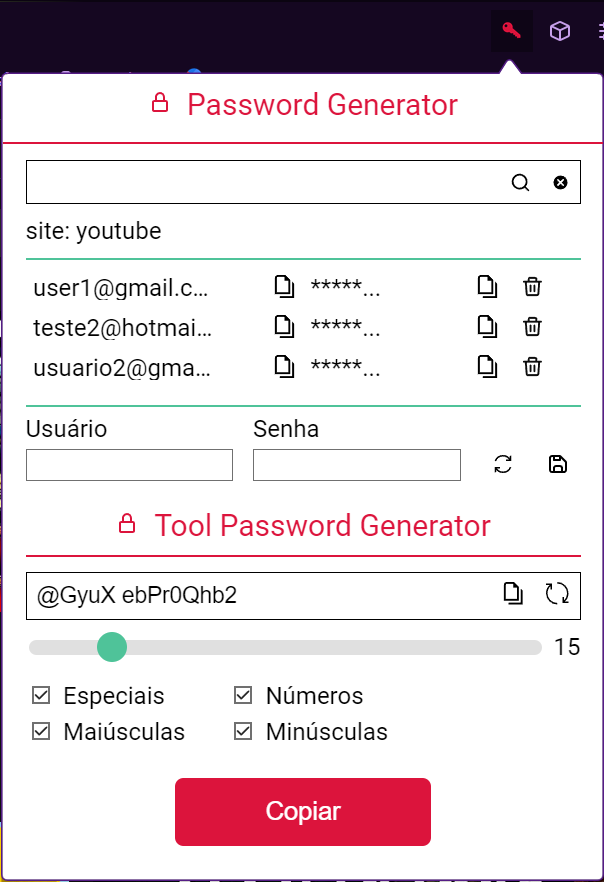 Password Generator
site: youtube
user1@gmail.c... *****...
teste2@hotmai... *****...
usuario2@gma... *****...
Usuário Senha
Tool Password Generator
@GyuX ebPr0Qhb2
15
Especiais Números
Maiúsculas Minúsculas
Copiar